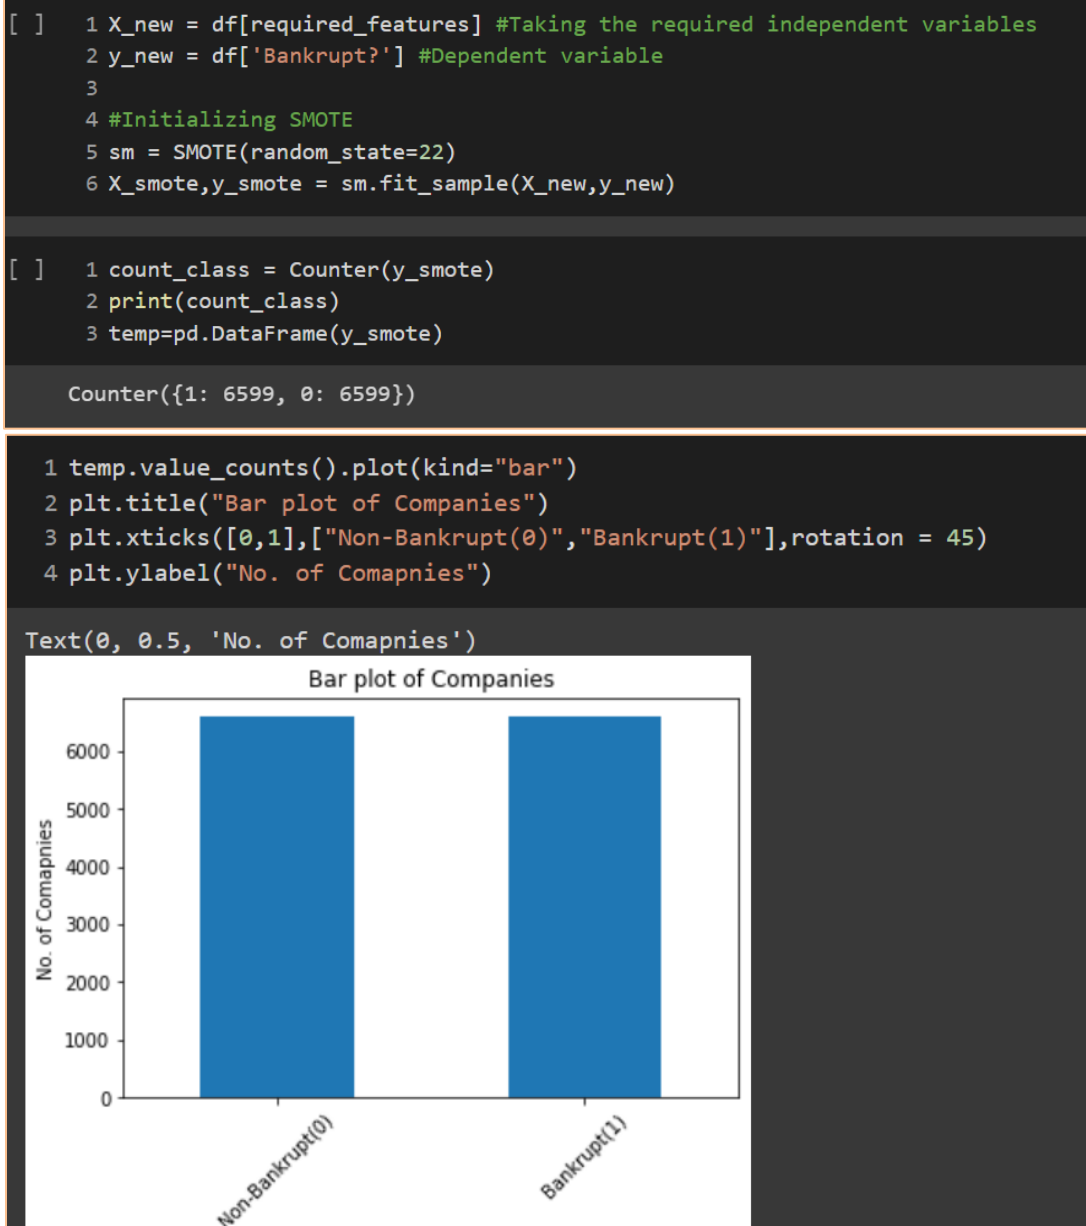 [ ] 1 X_new = df[required_features] #Taking the required independent variables
2 y_new = df['Bankrupt?'] #Dependent variable
3
4 #Initializing SMOTE
5 sm = SMOTE(random_state=22)
6 X_smote,y_smote = sm.fit_sample(X_new,y_new)
[ ] 1 count_class = Counter(y_smote)
2 print(count_class)
3 temp=pd.DataFrame(y_smote)
Counter({1: 6599, 0: 6599})
1 temp.value_counts().plot(kind="bar")
2 plt.title("Bar plot of Companies")
3 plt.xticks([0,1],["Non-Bankrupt(0)","Bankrupt(1)"],rotation = 45)
4 plt.ylabel("No. of Comapnies")
Text(0, 0.5, 'No. of Comapnies')
Bar plot of Companies
No. of Comapnies
6000
5000
4000
3000
2000
1000
0
Non-Bankrupt(0)
Bankrupt(1)